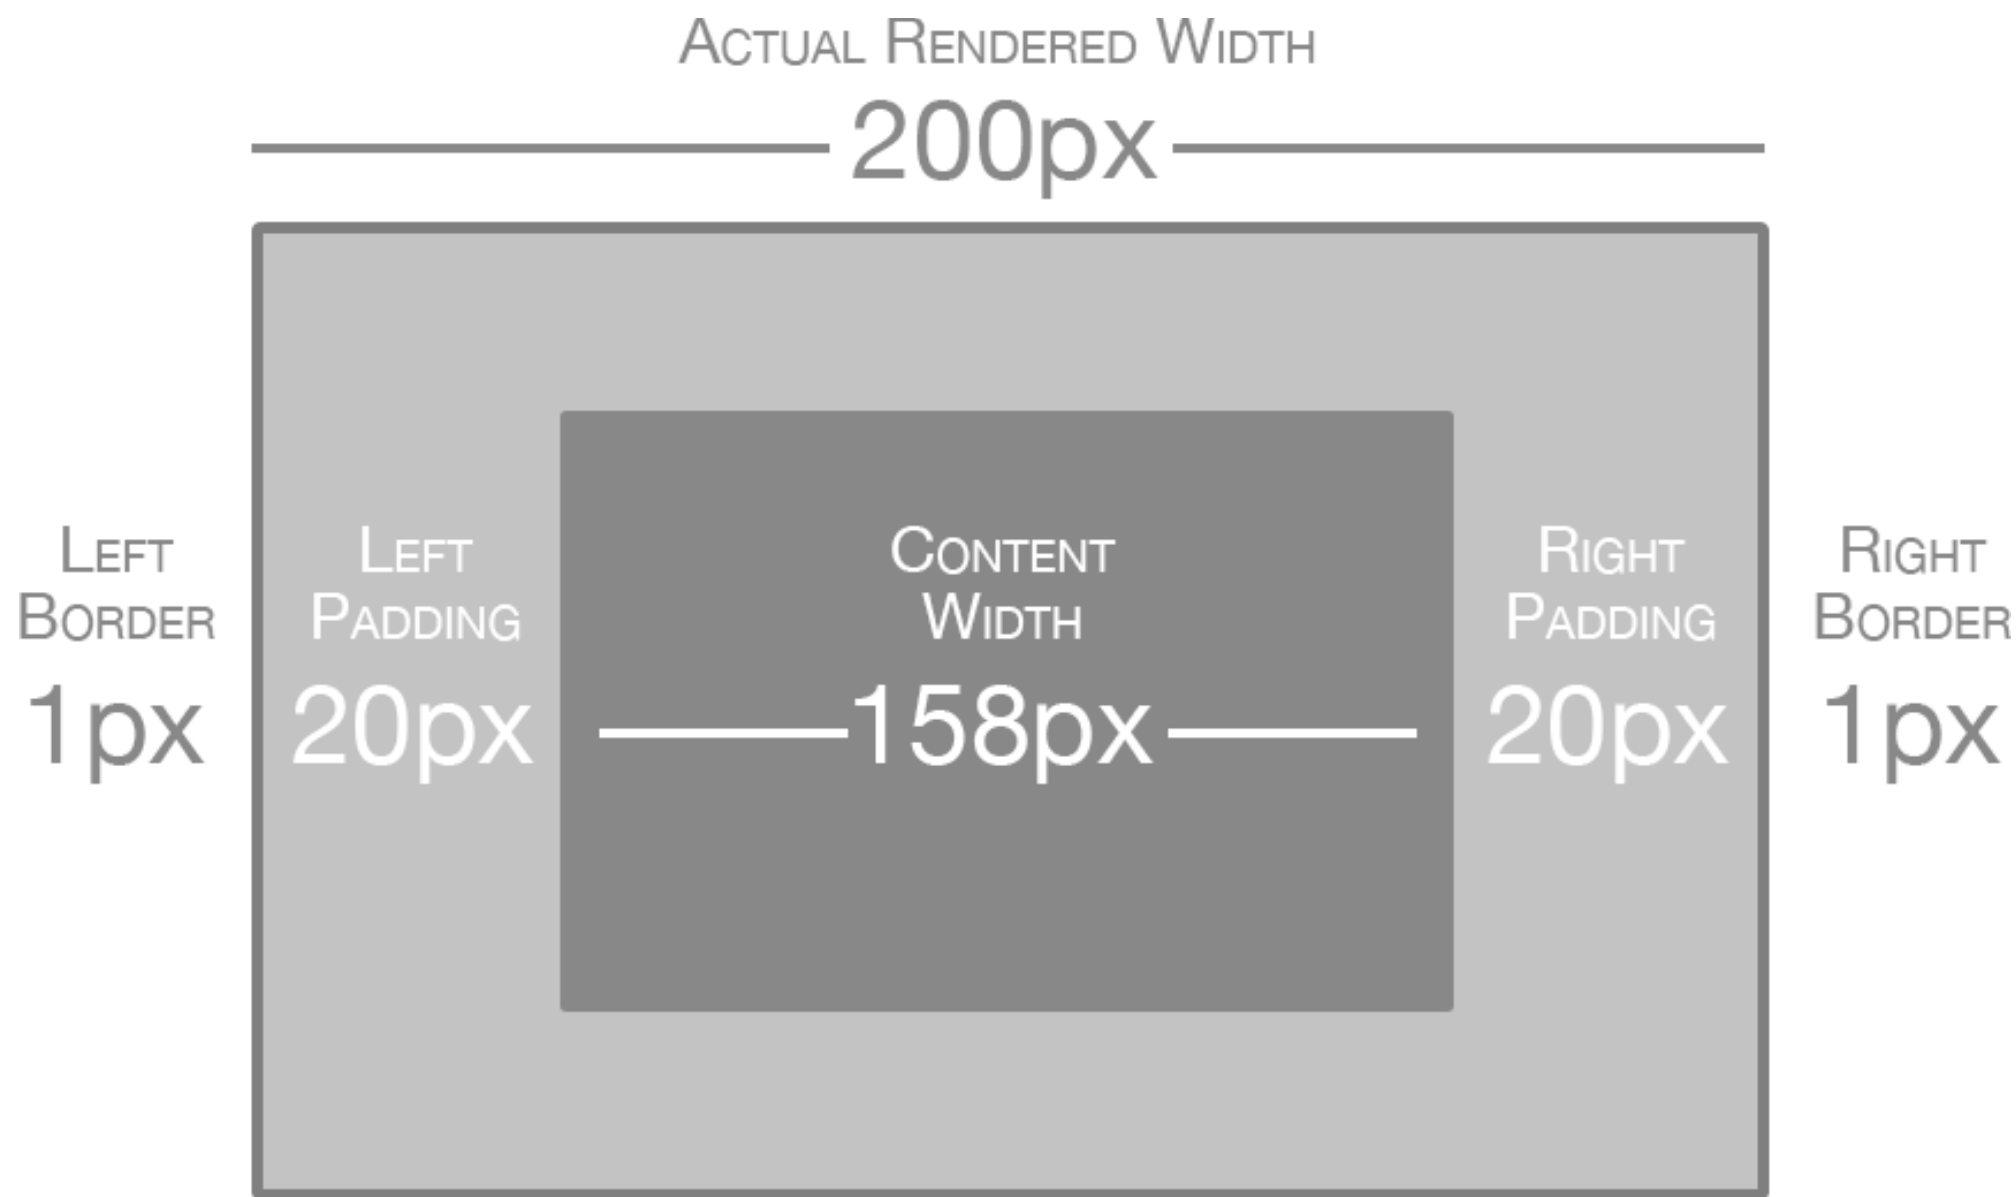 Actual Rendered Width
200px
Left
Border
1px
Left
Padding
20px
Content
Width
158px
Right
Padding
20px
Right
Border
1px